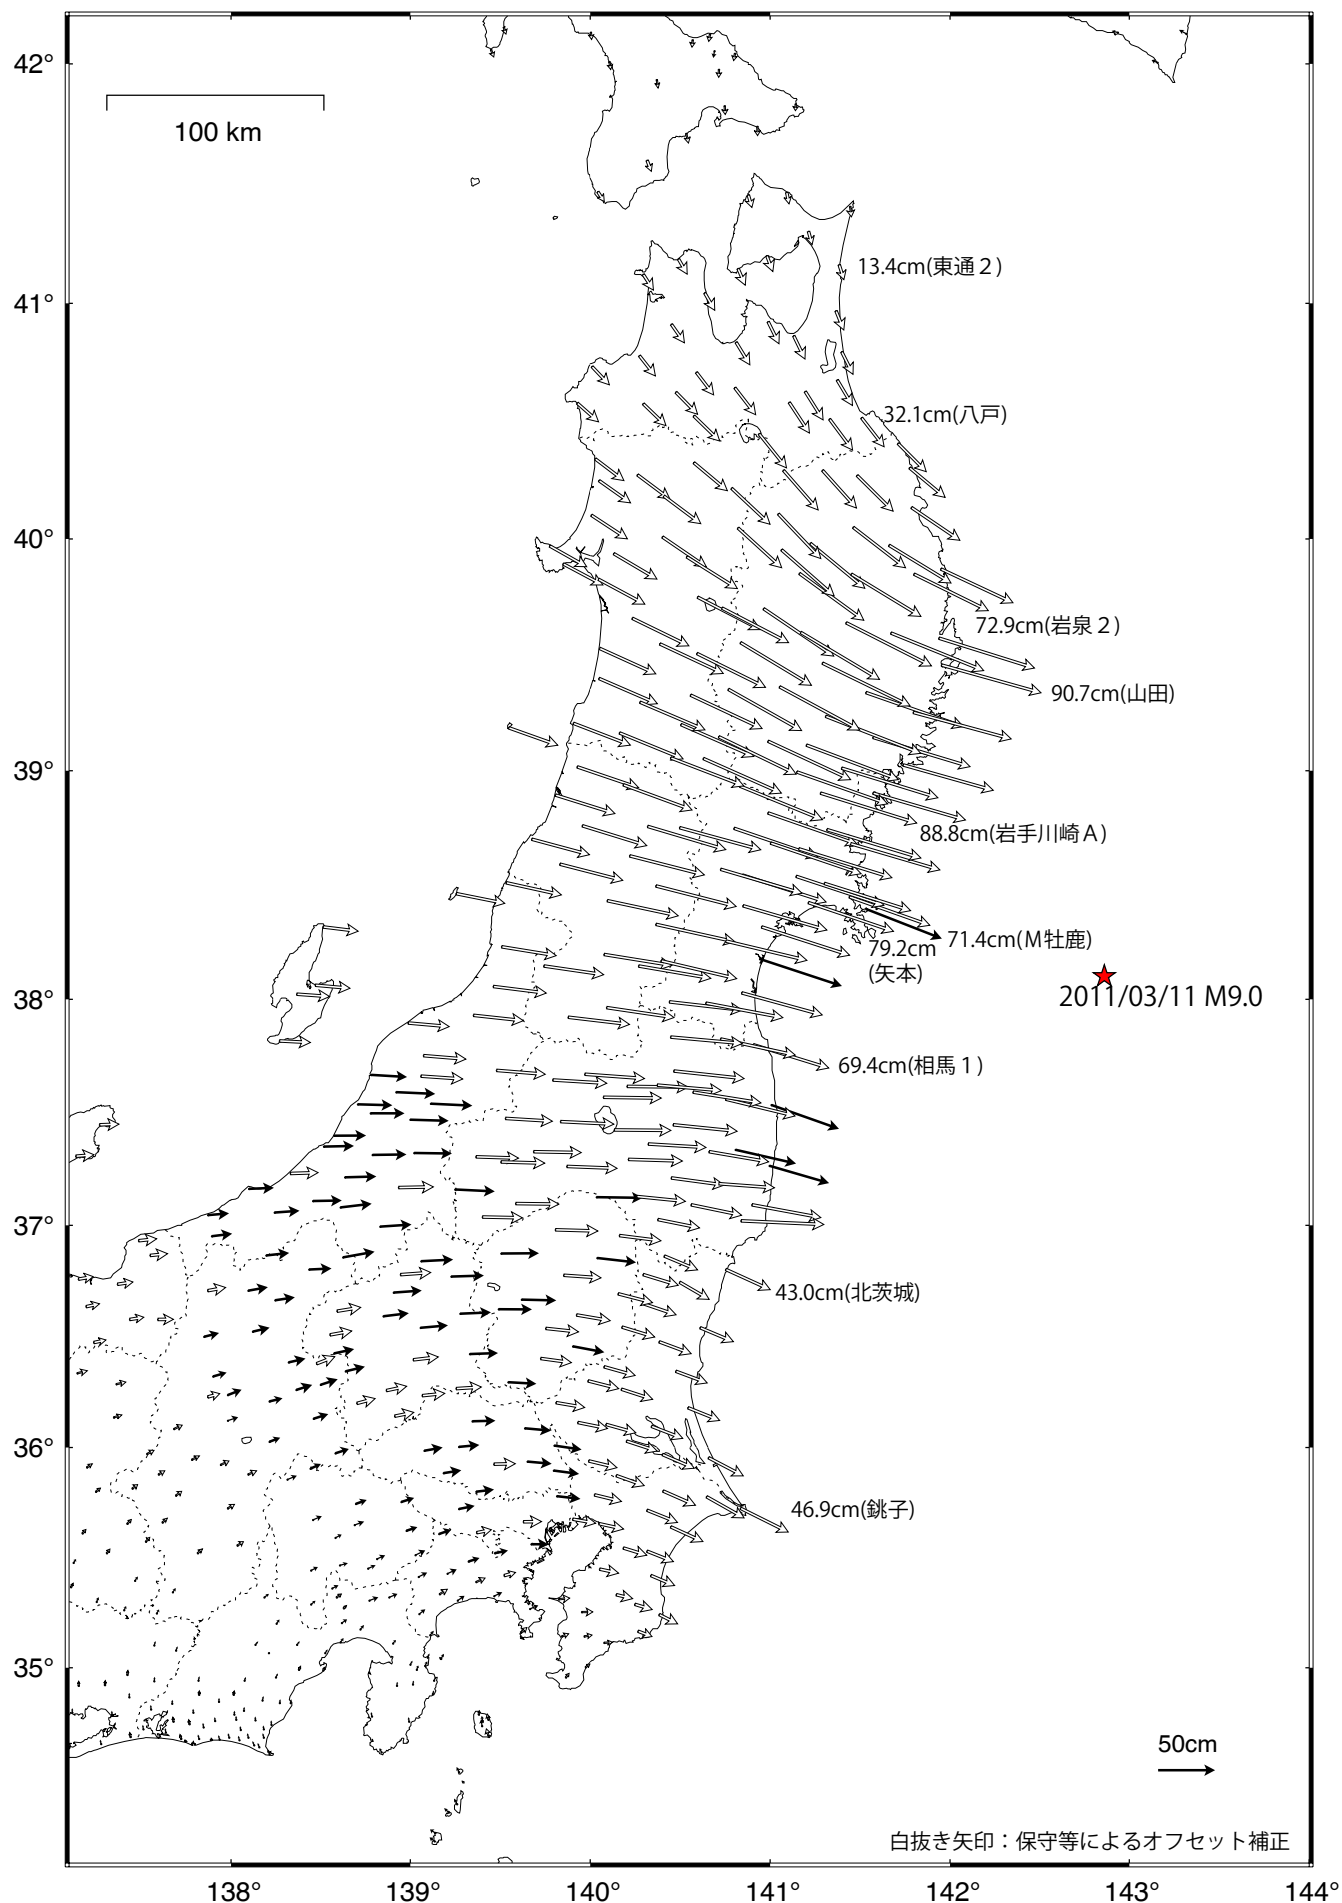 42°
100 km
13.4cm(東通２)
41°
32.1cm(八戸)
40°
72.9cm(岩泉２)
90.7cm(山田)
39°
88.8cm(岩手川崎Ａ)
71.4cm(M牡鹿)
79.2cm
(矢本)
38°
2011/03/11 M9.0
69.4cm(相馬１)
37°
43.0cm(北茨城)
36°
46.9cm(銚子)
35°
50cm
白抜き矢印：保守等によるオフセット補正
138° 139° 140° 141° 142° 143° 144°